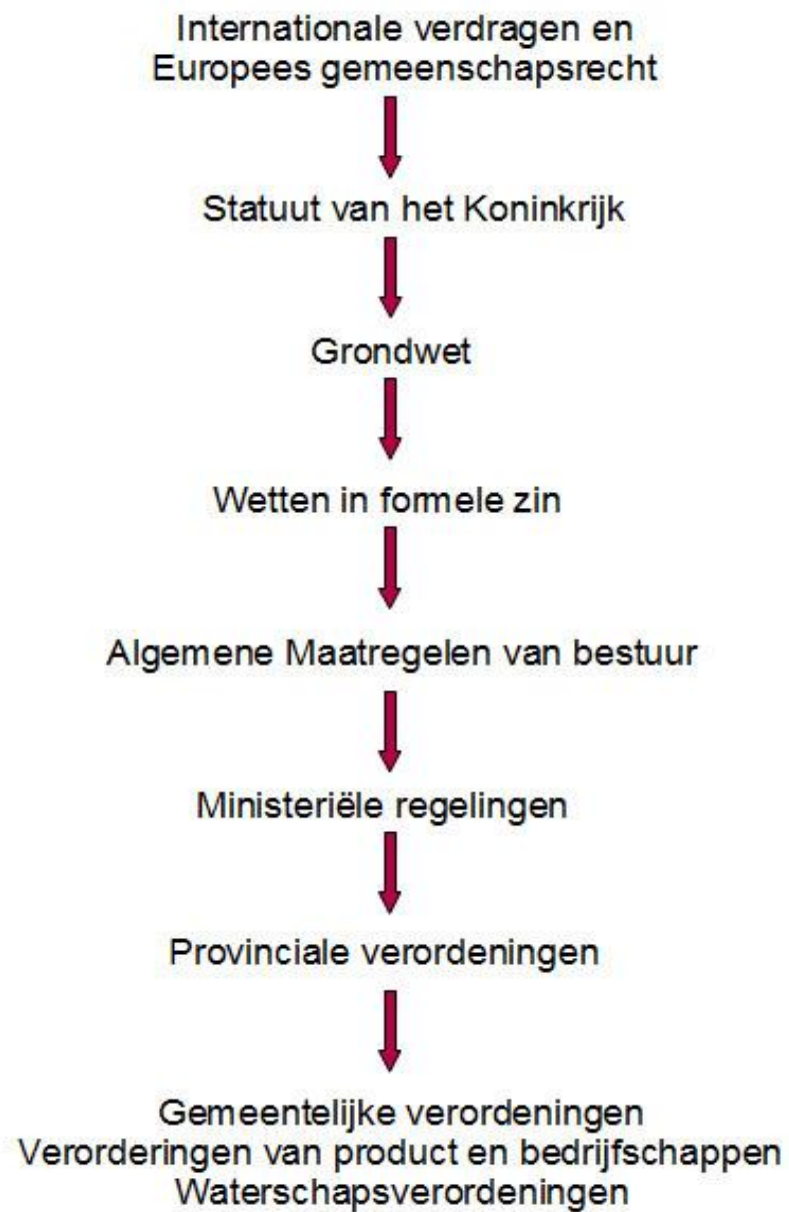 Internationale verdragen en
Europees gemeenschapsrecht
Statuut van het Koninkrijk
Grondwet
Wetten in formele zin
Algemene Maatregelen van bestuur
Ministeriële regelingen
Provinciale verordeningen
Gemeentelijke verordeningen
Verorderingen van product en bedrijfschappen
Waterschapsverordeningen